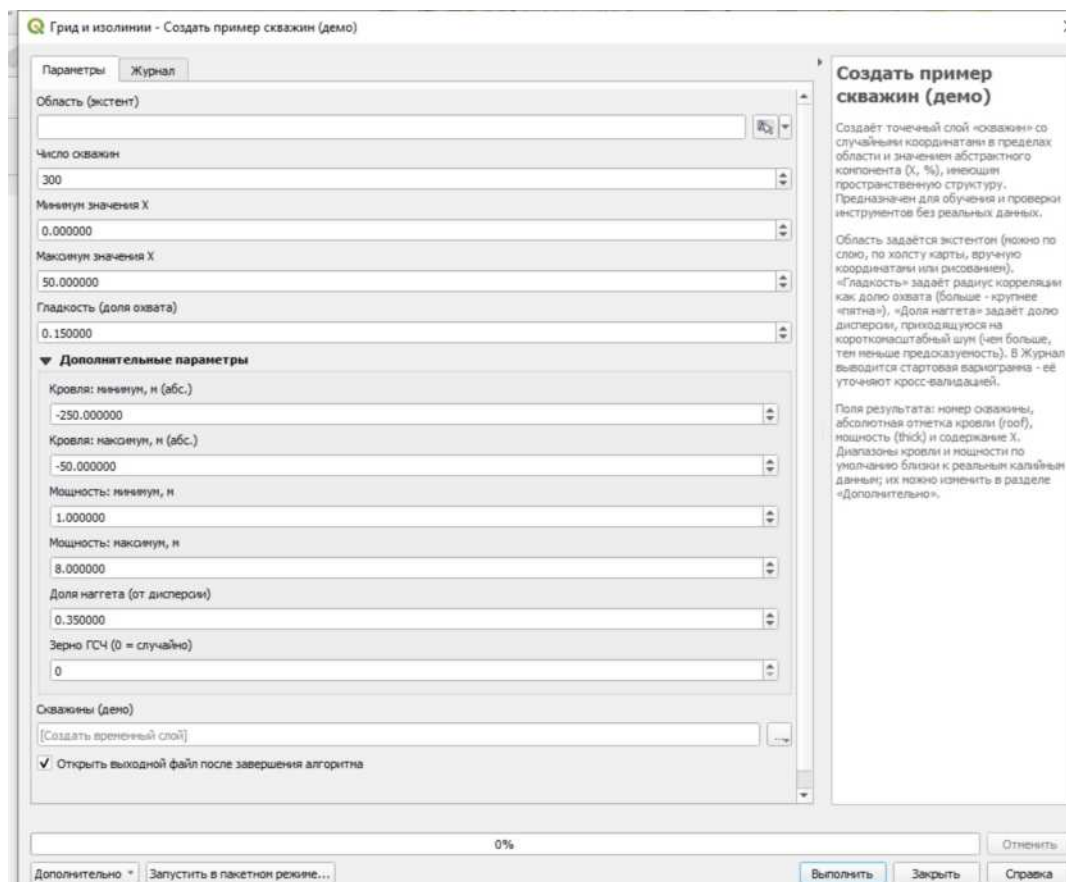 Грид и изолинии - Создать пример скважин (демо)
Параметры
Журнал
Область (экстент)
Число скважин
300
Минимум значения X
0.000000
Максимум значения X
50.000000
Гладкость (доля охвата)
0.150000
Дополнительные параметры
Кровля: минимум, м (абс.)
-250.000000
Кровля: максимум, м (абс.)
-50.000000
Мощность: минимум, м
1.000000
Мощность: максимум, м
8.000000
Доля наггета (от дисперсии)
0.350000
Зерно ГСЧ (0 = случайно)
0
Скважины (демо)
[Создать временный слой]
...
Открыть выходной файл после завершения алгоритма
0%
Отменить
Дополнительно
Запустить в пакетном режиме...
Выполнить
Закрыть
Справка
Создать пример
скважин (демо)
Создаёт точечный слой «скважин» со
случайными координатами в пределах
области и значением абстрактного
компонента (X, %), имеющим
пространственную структуру.
Предназначен для обучения и проверки
инструментов без реальных данных.
Область задаётся экстентом (можно по
слою, по холсту карты, вручную
координатами или рисованием).
«Гладкость» задаёт радиус корреляции
как долю охвата (больше - крупнее
«пятна»). «Доля наггета» задаёт долю
дисперсии, приходящуюся на
короткомасштабный шум (чем больше,
тем меньше предсказуемость). В Журнал
выводится стартовая вариограмма - её
уточняют кросс-валидацией.
Поля результата: номер скважины,
абсолютная отметка кровли (roof),
мощность (thick) и содержание X.
Диапазоны кровли и мощности по
умолчанию близки к реальным калийным
данным; их можно изменить в разделе
«Дополнительно».